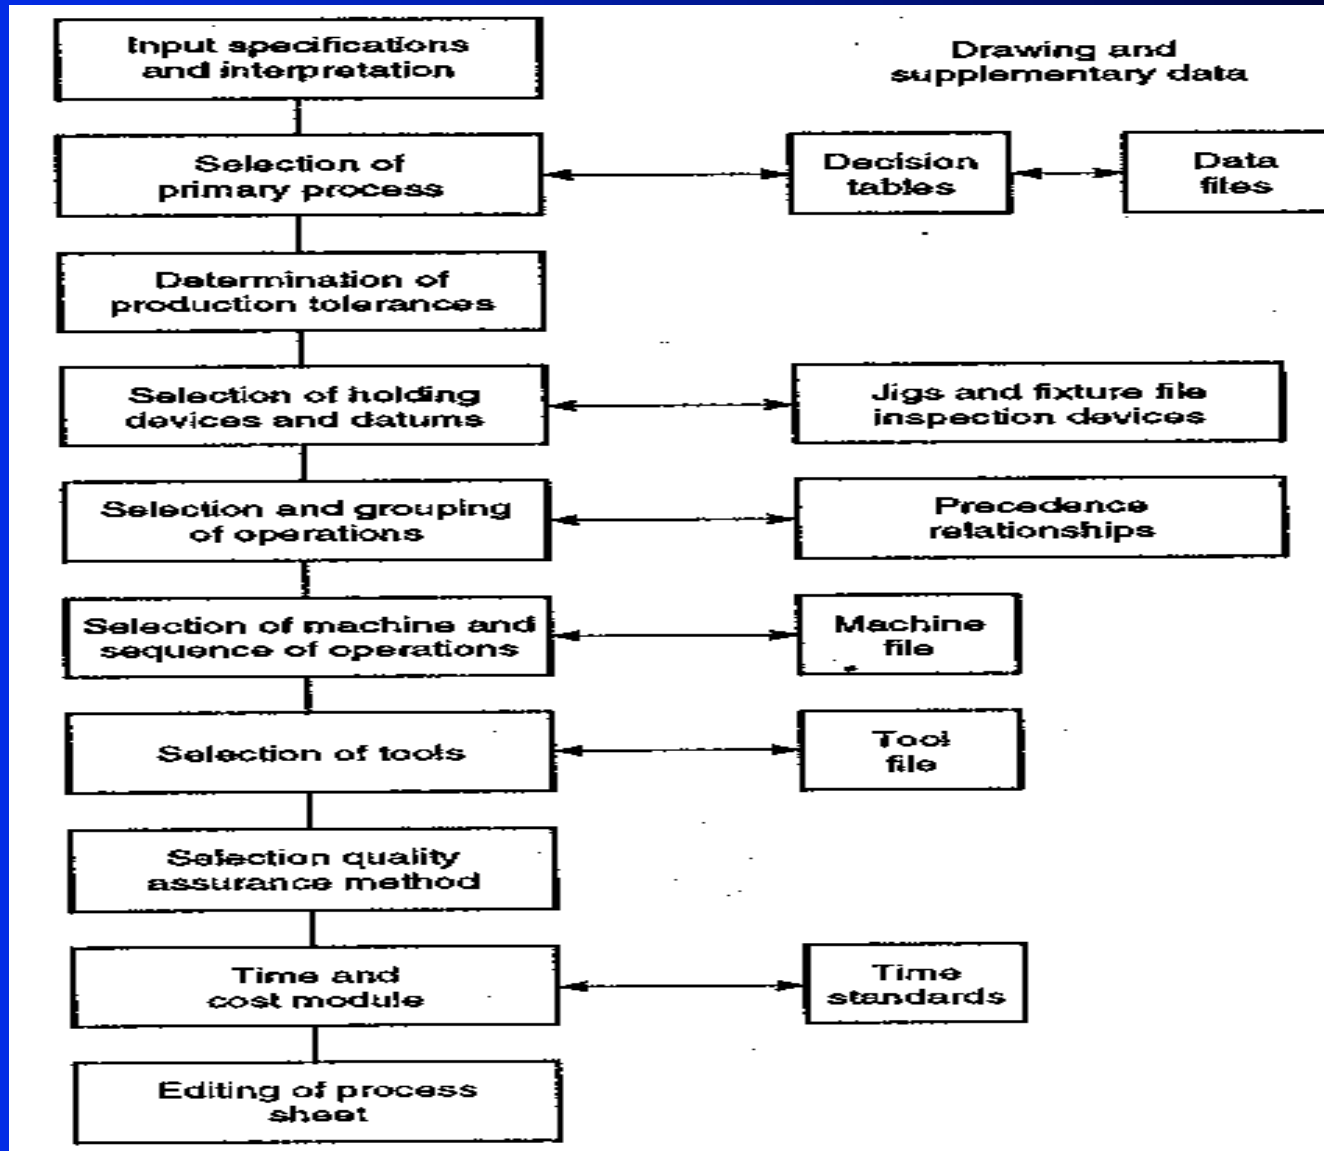 Input specifications
and interpretation
Drawing and
supplementary data
Selection of
primary process
Decision
tables
Data
files
Determination of
production tolerances
Selection of holding
devices and datums
Jigs and fixture file
inspection devices
Selection and grouping
of operations
Precedence
relationships
Selection of machine and
sequence of operations
Machine
file
Selection of tools
Tool
file
Selection quality
assurance method
Time and
cost module
Time
standards
Editing of process
sheet